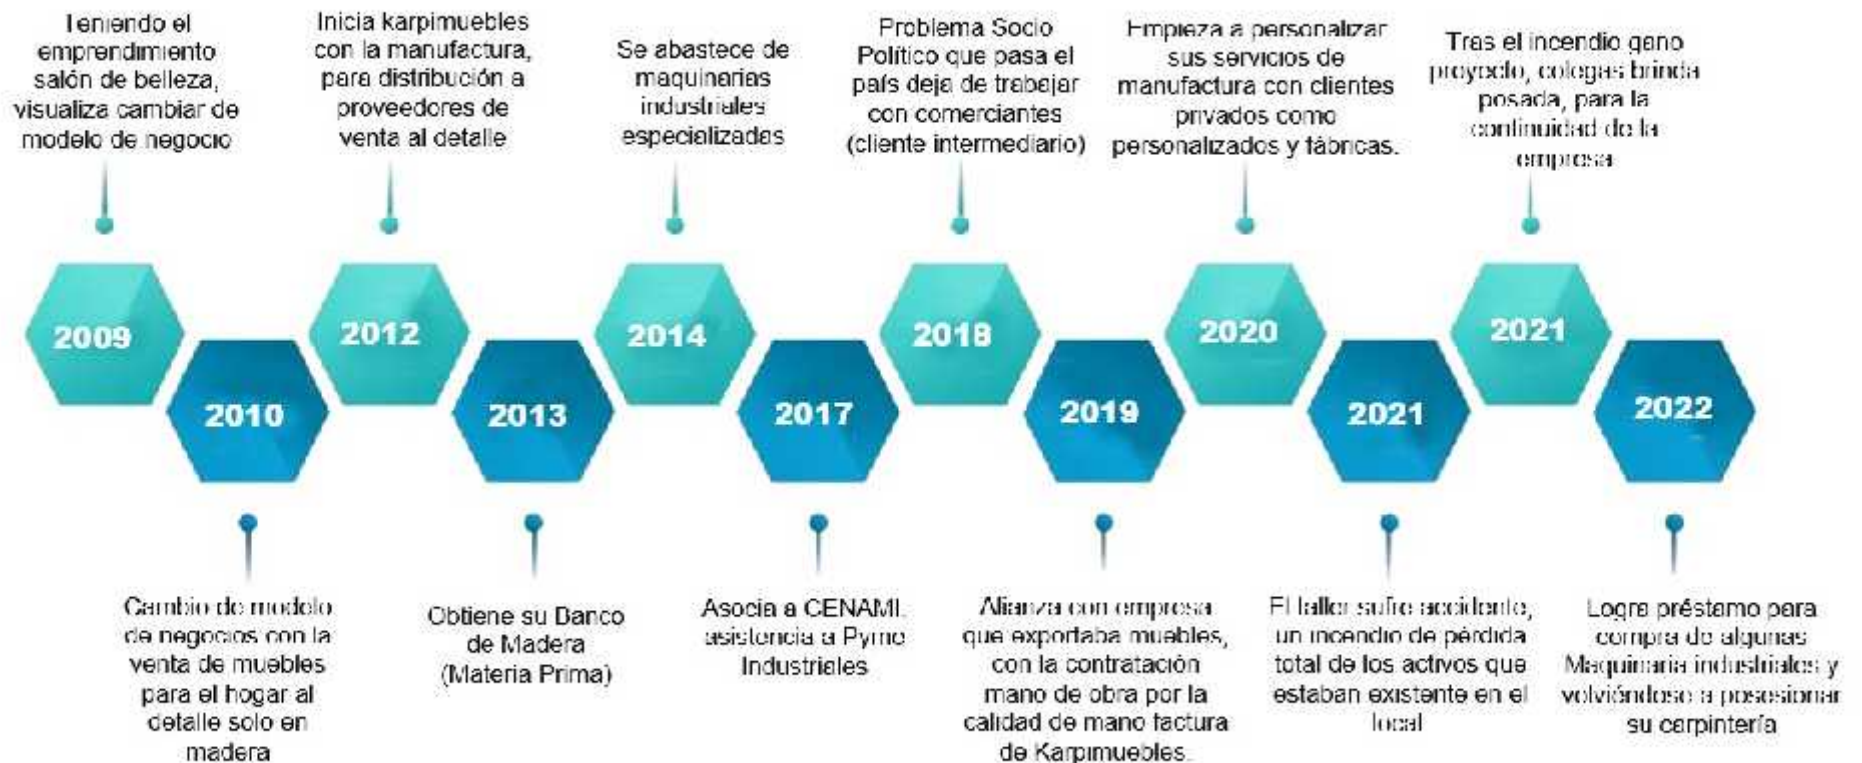 Teniendo el
emprendimiento
salón de belleza,
visualiza cambiar de
modelo de negocio
Inicia karpimuebles
con la manufactura,
para distribución a
proveedores de
venta al detalle
Se abastece de
maquinarias
industriales
especializadas
Problema Socio
Político que pasa el
país deja de trabajar
con comerciantes
(cliente intermediario)
Empieza a personalizar
sus servicios de
manufactura con clientes
privados como
personalizados y fábricas.
Tras el incendio gano
proyecto, colegas brinda
posada, para la
continuidad de la
empresa
2009
2010
2012
2013
2014
2017
2018
2019
2020
2021
2021
2022
Cambio de modelo
de negocios con la
venta de muebles
para el hogar al
detalle solo en
madera
Obtiene su Banco
de Madera
(Materia Prima)
Asocia a CENAMI.
asistencia a Pyme
Industriales
Alianza con empresa
que exportaba muebles,
con la contratación
mano de obra por la
calidad de mano factura
de Karpimuebles.
El taller sufre accidente,
un incendio de pérdida
total de los activos que
estaban existente en el
local
Logra préstamo para
compra de algunas
Maquinaria industriales y
volviéndose a posesionar
su carpintería